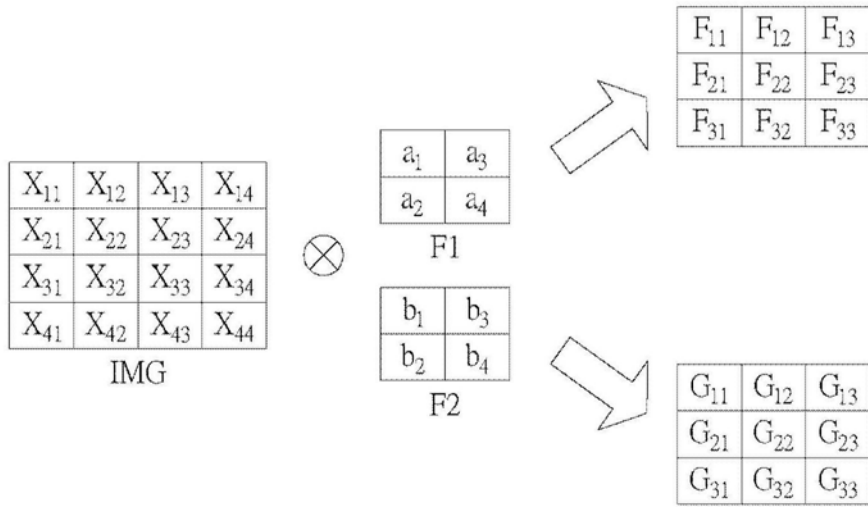 X₁₁ X₁₂ X₁₃ X₁₄
X₂₁ X₂₂ X₂₃ X₂₄
X₃₁ X₃₂ X₃₃ X₃₄
X₄₁ X₄₂ X₄₃ X₄₄
IMG
⊗
a₁ a₃
a₂ a₄
F1
b₁ b₃
b₂ b₄
F2
F₁₁ F₁₂ F₁₃
F₂₁ F₂₂ F₂₃
F₃₁ F₃₂ F₃₃
G₁₁ G₁₂ G₁₃
G₂₁ G₂₂ G₂₃
G₃₁ G₃₂ G₃₃